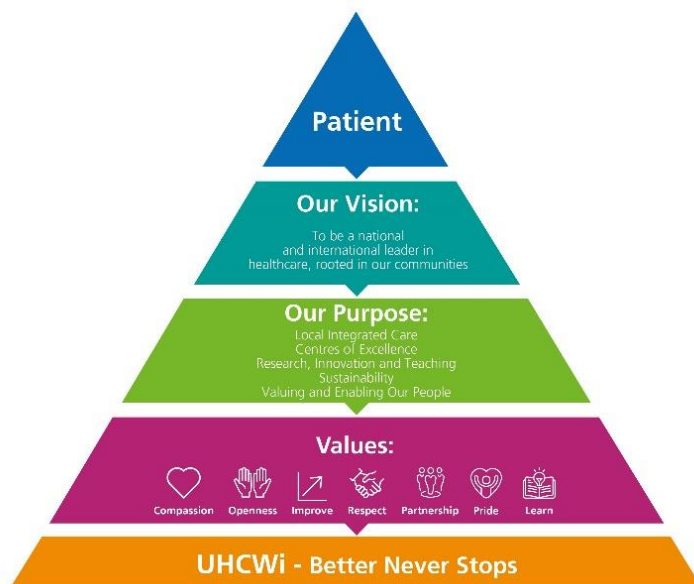 Patient
Our Vision:
To be a national
and international leader in
healthcare, rooted in our communities
Our Purpose:
Local Integrated Care
Centres of Excellence
Research, Innovation and Teaching
Sustainability
Valuing and Enabling Our People
Values:
Compassion Openness Improve Respect Partnership Pride Learn
UHCWi - Better Never Stops